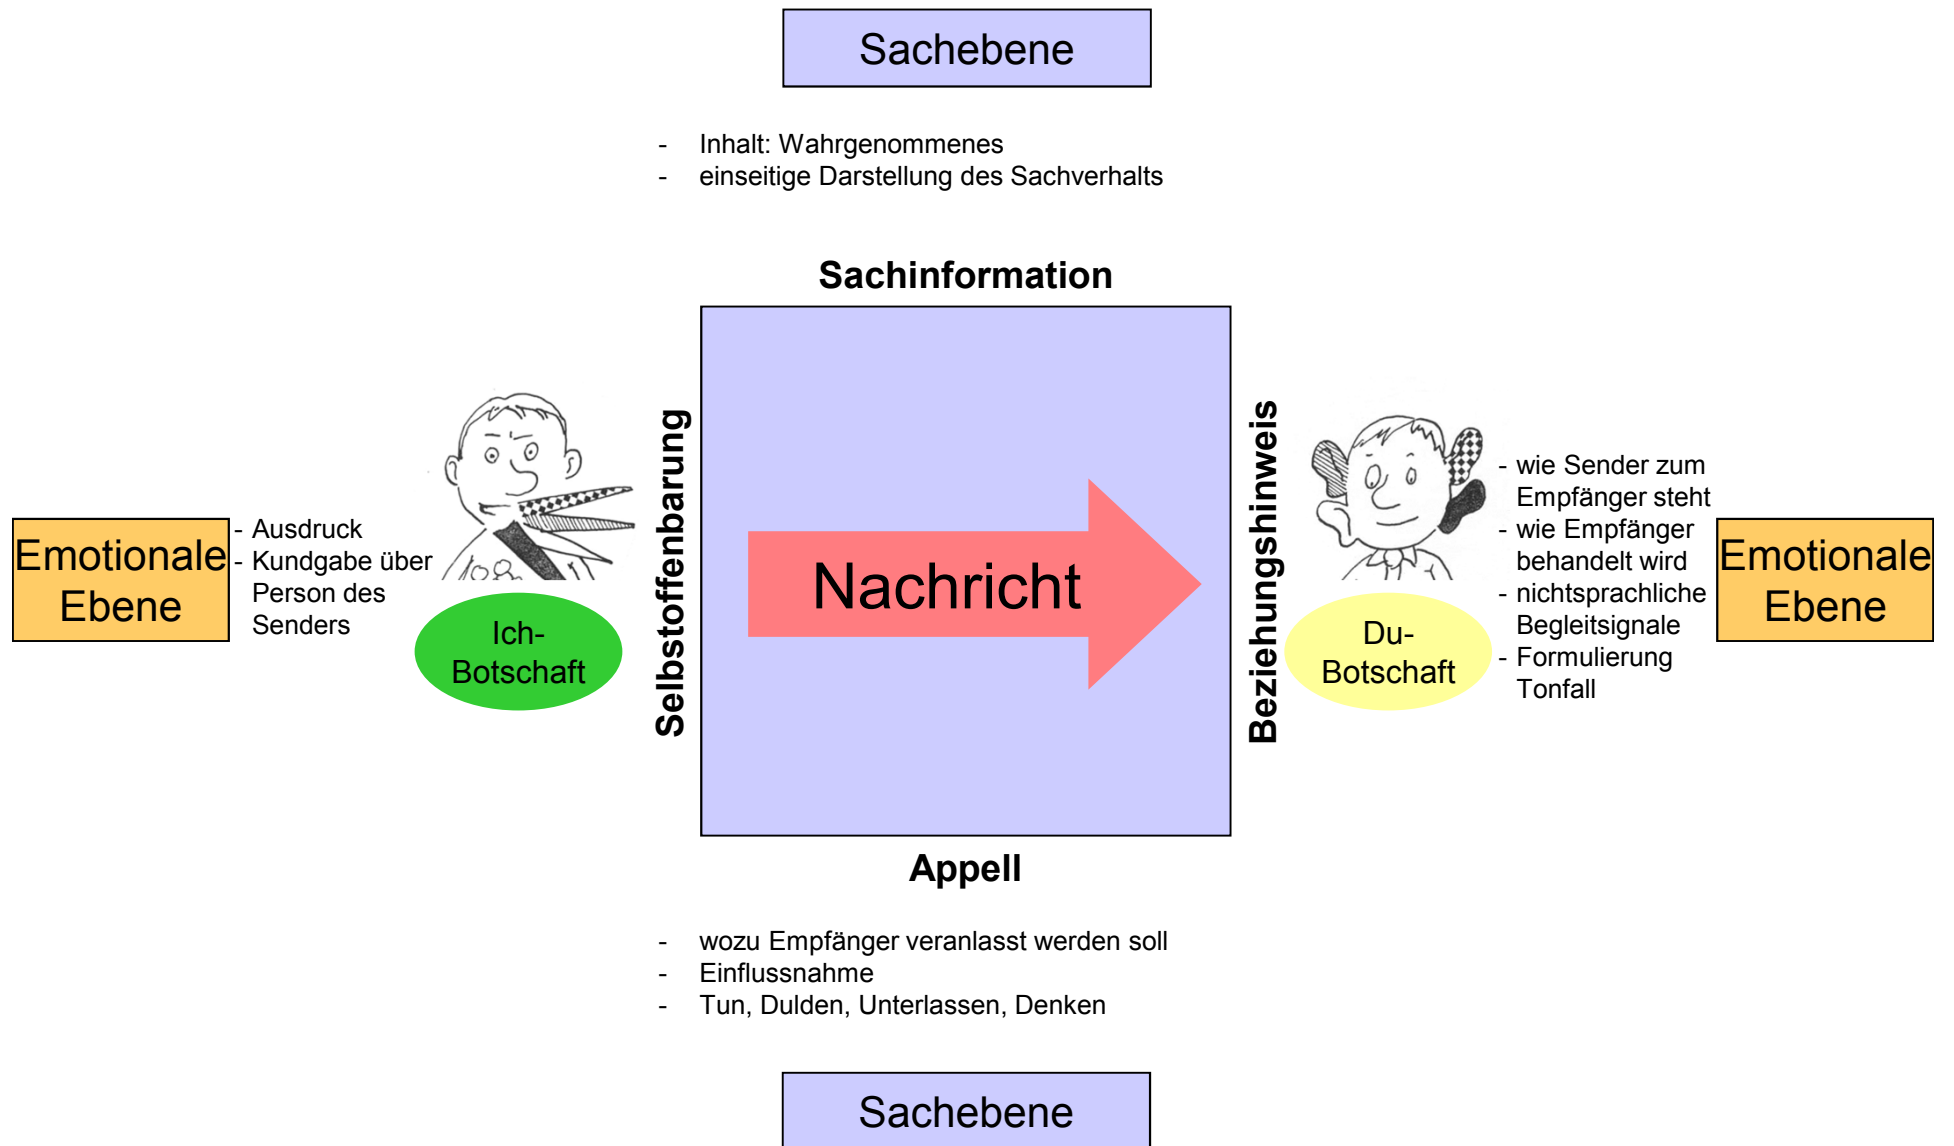 Sachebene
- Inhalt: Wahrgenommenes
- einseitige Darstellung des Sachverhalts
Sachinformation
Emotionale
Ebene
- Ausdruck
- Kundgabe über
Person des
Senders
Ich-
Botschaft
Selbstoffenbarung
Nachricht
Beziehungshinweis
Du-
Botschaft
- wie Sender zum
Empfänger steht
- wie Empfänger
behandelt wird
- nichtsprachliche
Begleitsignale
- Formulierung
Tonfall
Emotionale
Ebene
Appell
- wozu Empfänger veranlasst werden soll
- Einflussnahme
- Tun, Dulden, Unterlassen, Denken
Sachebene